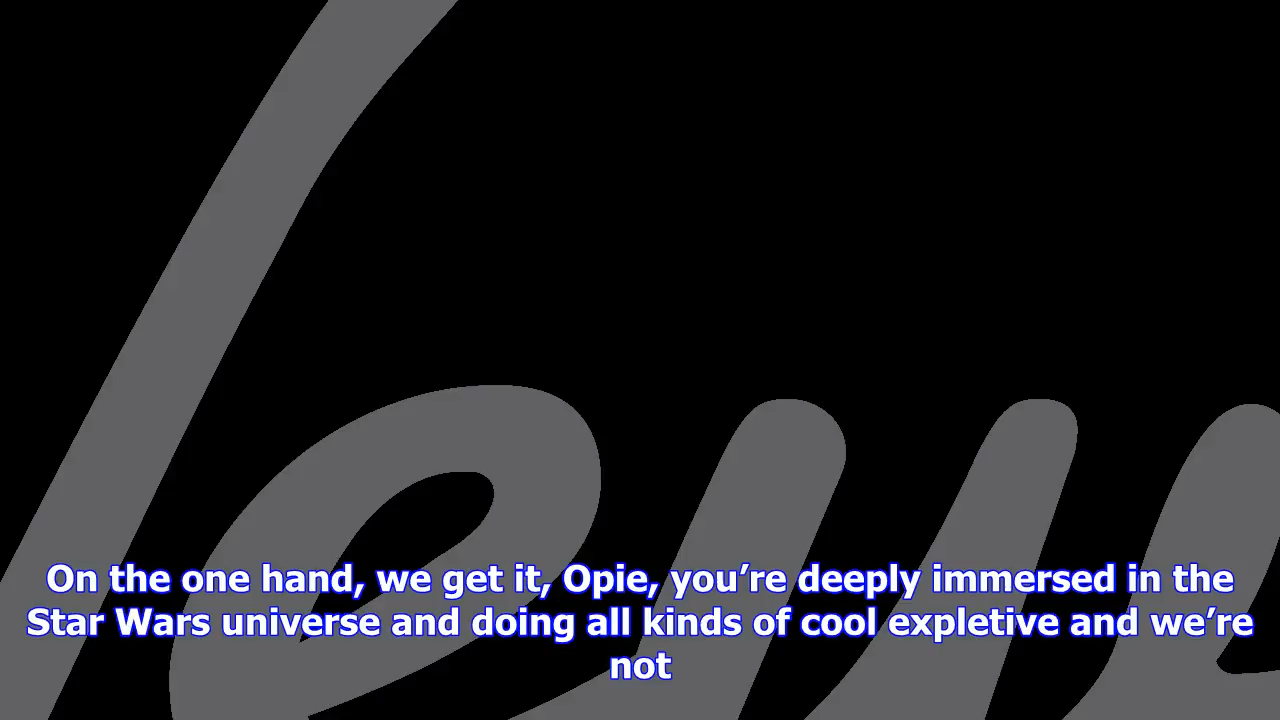 On the one hand, we get it, Opie, you’re deeply immersed in the
Star Wars universe and doing all kinds of cool expletive and we’re
not